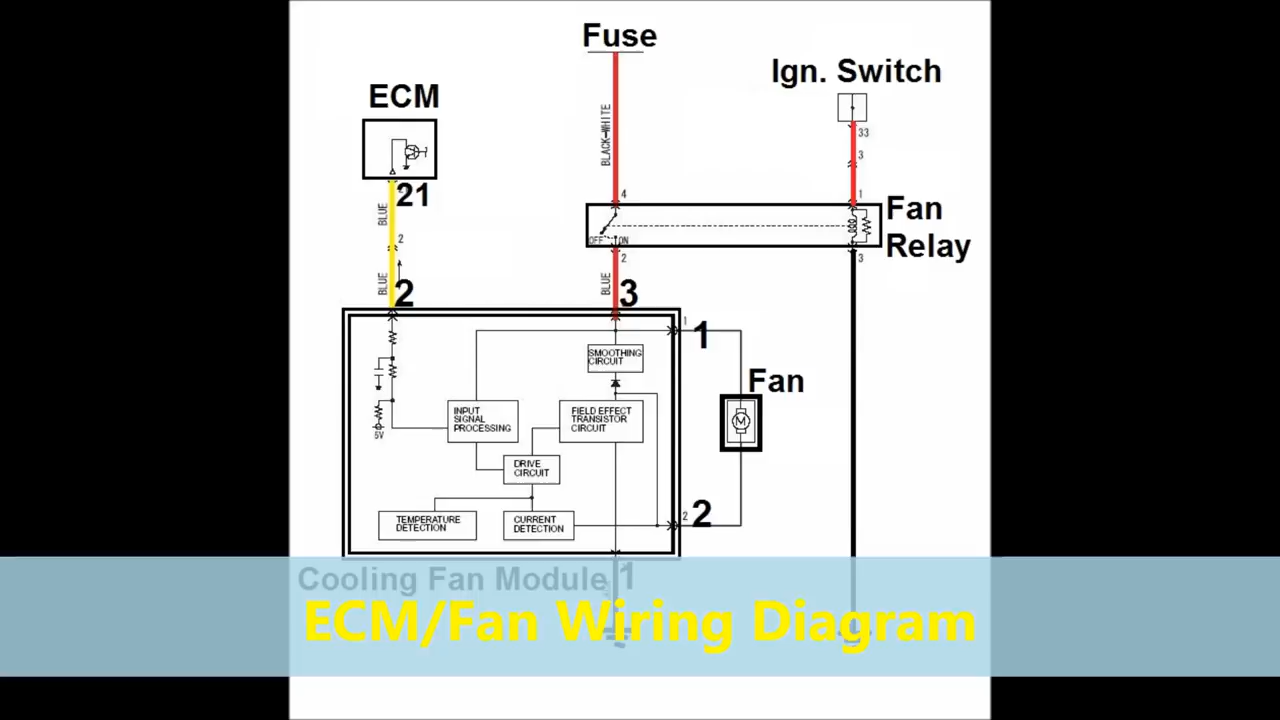 Fuse
Ign. Switch
ECM
BLACK-WHITE
33
3
21
4
1
Fan
Relay
BLUE
OFF
ON
2
2
3
BLUE
2
BLUE
3
1
1
SMOOTHING
CIRCUIT
Fan
M
INPUT
SIGNAL
PROCESSING
FIELD EFFECT
TRANSISTOR
CIRCUIT
5V
DRIVE
CIRCUIT
TEMPERATURE
DETECTION
CURRENT
DETECTION
2
2
Cooling Fan Module
1
ECM/Fan Wiring Diagram